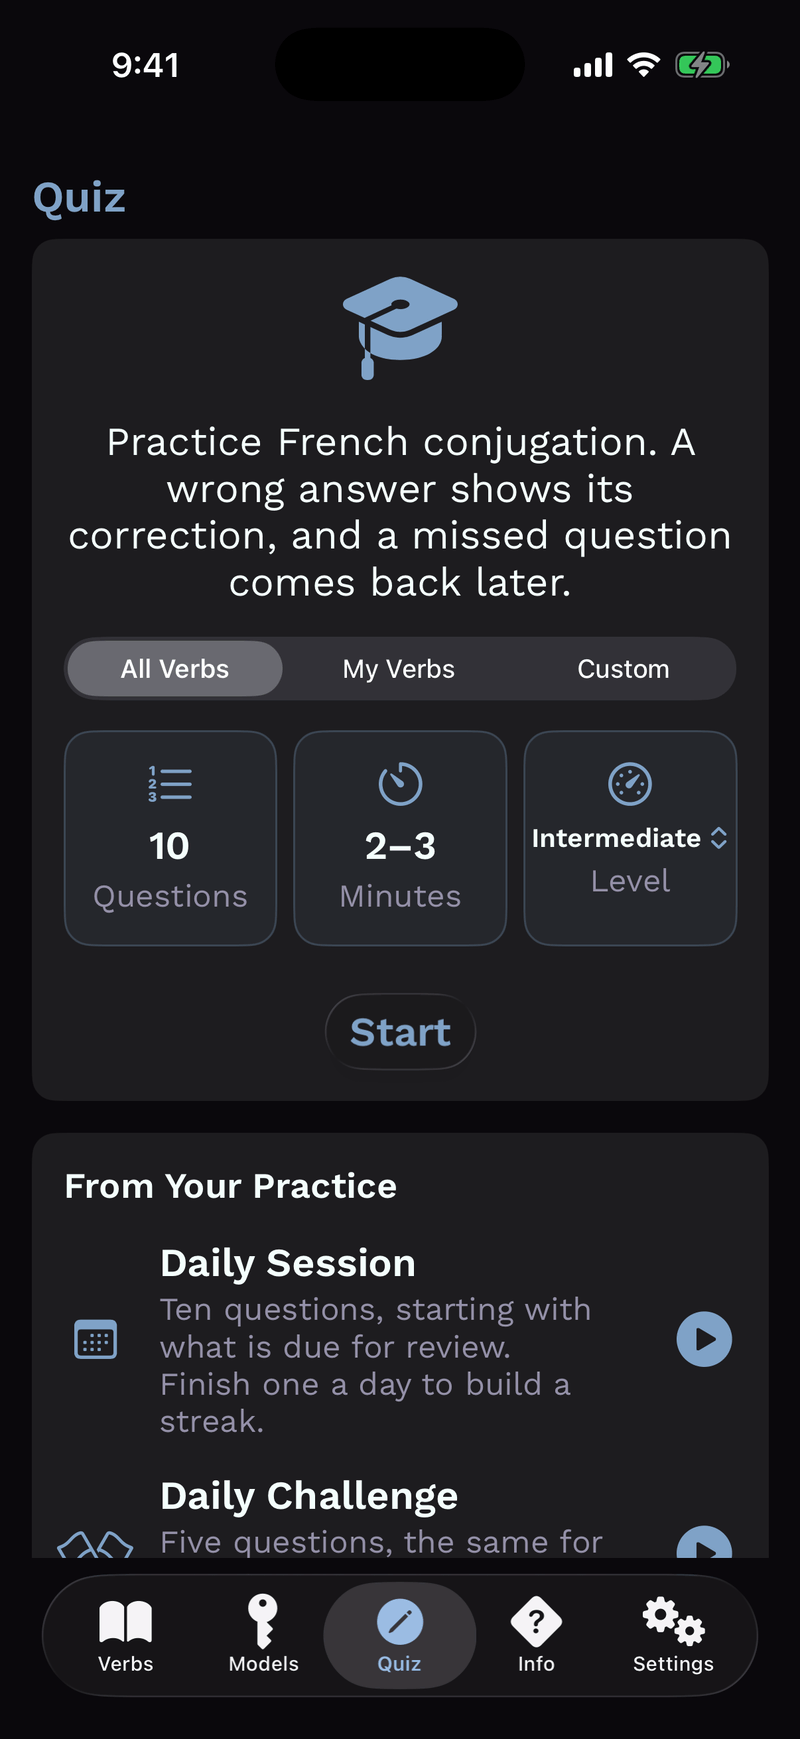 9:41
Quiz
Practice French conjugation. A
wrong answer shows its
correction, and a missed question
comes back later.
All Verbs
My Verbs
Custom
1
2
3
10
Questions
2–3
Minutes
Intermediate
Level
Start
From Your Practice
Daily Session
Ten questions, starting with
what is due for review.
Finish one a day to build a
streak.
Daily Challenge
Five questions, the same for
Verbs
Models
Quiz
?
Info
Settings